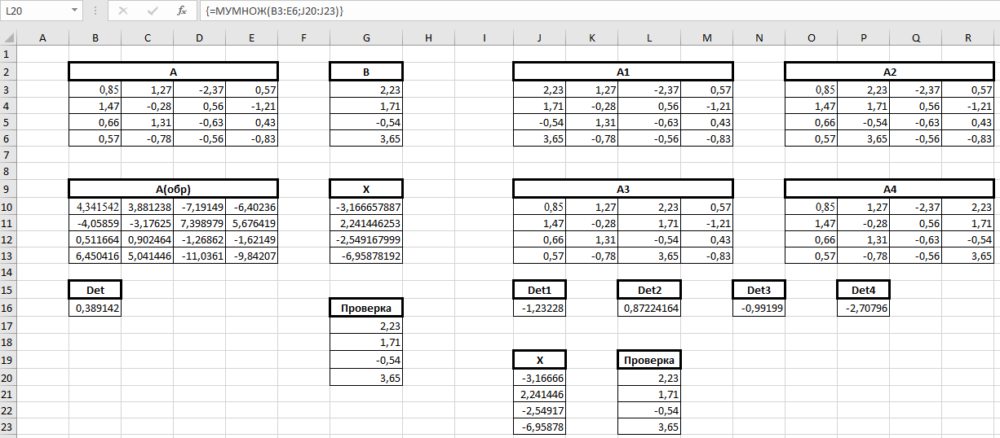 L20 {=МУМНОЖ(B3:E6;J20:J23)}
A B C D E F G H I J K L M N O P Q R
1
2 A B A1 A2
3 0,85 1,27 -2,37 0,57 2,23 2,23 1,27 -2,37 0,57 0,85 2,23 -2,37 0,57
4 1,47 -0,28 0,56 -1,21 1,71 1,71 -0,28 0,56 -1,21 1,47 1,71 0,56 -1,21
5 0,66 1,31 -0,63 0,43 -0,54 -0,54 1,31 -0,63 0,43 0,66 -0,54 -0,63 0,43
6 0,57 -0,78 -0,56 -0,83 3,65 3,65 -0,78 -0,56 -0,83 0,57 3,65 -0,56 -0,83
7
8
9 A(обр) X A3 A4
10 4,341542 3,881238 -7,19149 -6,40236 -3,166657887 0,85 1,27 2,23 0,57 0,85 1,27 -2,37 2,23
11 -4,05859 -3,17625 7,398979 5,676419 2,241446253 1,47 -0,28 1,71 -1,21 1,47 -0,28 0,56 1,71
12 0,511664 0,902464 -1,26862 -1,62149 -2,549167999 0,66 1,31 -0,54 0,43 0,66 1,31 -0,63 -0,54
13 6,450416 5,041446 -11,0361 -9,84207 -6,95878192 0,57 -0,78 3,65 -0,83 0,57 -0,78 -0,56 3,65
14
15 Det Det1 Det2 Det3 Det4
16 0,389142 Проверка -1,23228 0,87224164 -0,99199 -2,70796
17 2,23
18 1,71
19 -0,54 X Проверка
20 3,65 -3,16666 2,23
21 2,241446 1,71
22 -2,54917 -0,54
23 -6,95878 3,65